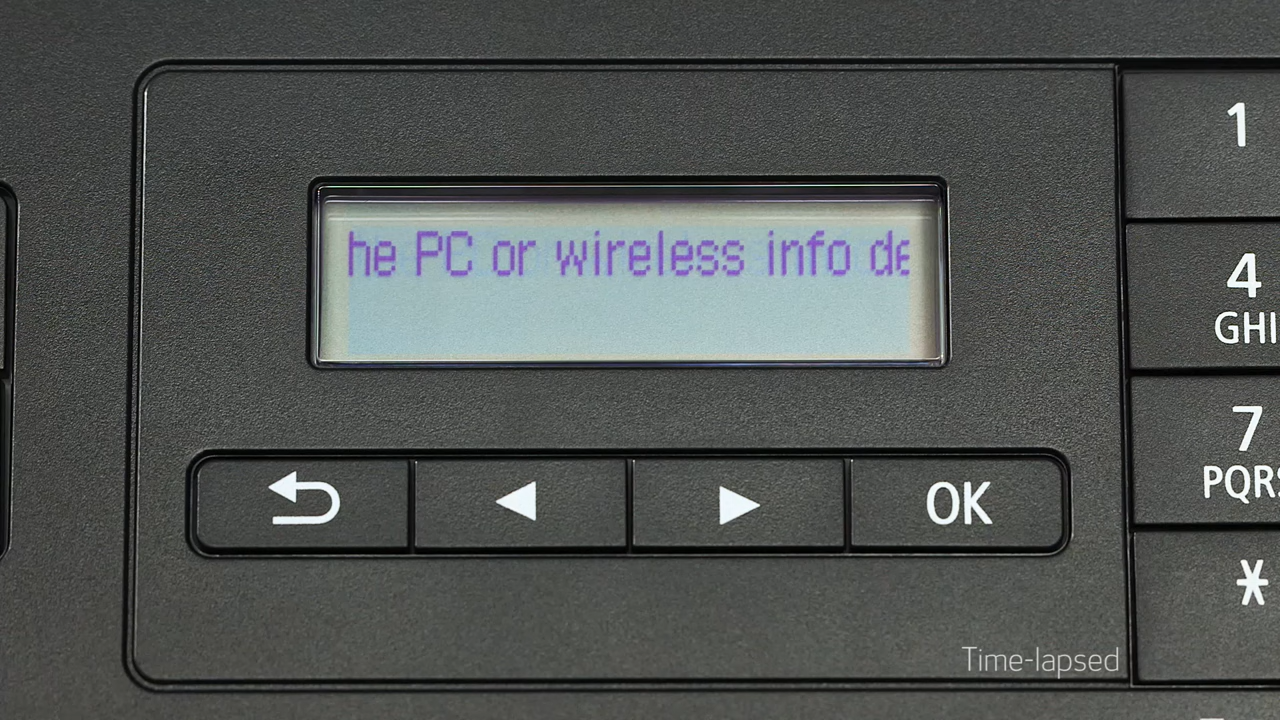 he PC or wireless info de
OK
1
4
GHI
7
PQRS
*
Time-lapsed